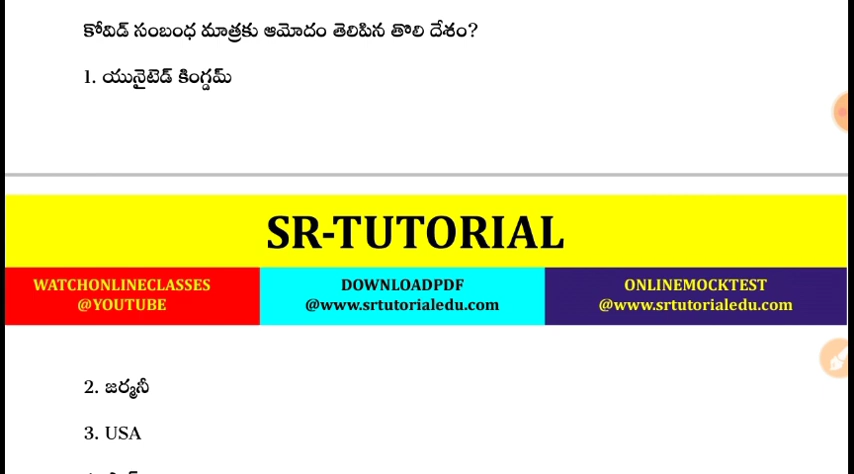 కోవిడ్ సంబంధ మాత్రకు ఆమోదం తెలిపిన తొలి దేశం?
1. యునైటెడ్ కింగ్డమ్
SR-TUTORIAL
WATCHONLINECLASSES
@YOUTUBE
DOWNLOADPDF
@www.srtutorialedu.com
ONLINEMOCKTEST
@www.srtutorialedu.com
2. జర్మనీ
3. USA